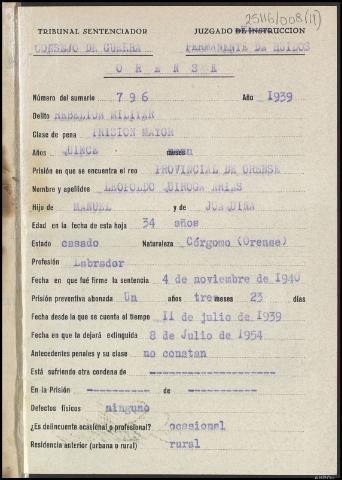 25116/008(11)
TRIBUNAL SENTENCIADOR JUZGADO DE INSTRUCCION
CONSEJO DE GUERRA PERMANENTE DE
ORENSE
Número del sumario 796 Año 1939
Delito REBELION MILITAR
Clase de pena PRISION MAYOR
Años QUINCE meses
Prisión en que se encuentra el reo PROVINCIAL DE ORENSE
Nombre y apellidos LEOPOLDO QUIROGA ARIAS
Hijo de MANUEL y de JOAQUINA
Edad en la fecha de esta hoja 34 años
Estado casado Naturaleza Córgomo (Orense)
Profesión Labrador
Fecha en que fué firme la sentencia 4 de noviembre de 1940
Prisión preventiva abonada Un años tres meses 23 días
Fecha desde la que se cuenta el tiempo 11 de julio de 1939
Fecha en que la dejará extinguida 8 de Julio de 1954
Antecedentes penales y su clase no constan
Está sufriendo otra condena de --------------------
En la Prisión ---------- de --------------
Defectos físicos ninguno
¿Es delincuente ocasional o profesional? ocasional
Residencia anterior (urbana o rural) rural